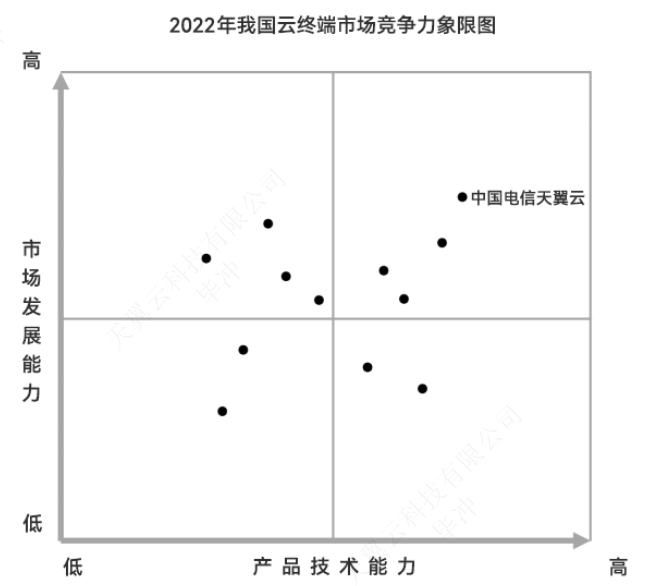 2022年我国云终端市场竞争力象限图
高
中国电信天翼云
天翼云科技有限公司
毕冲
市场发展能力
天翼云科技有限公司
毕冲
低
低
产品技术能力
高